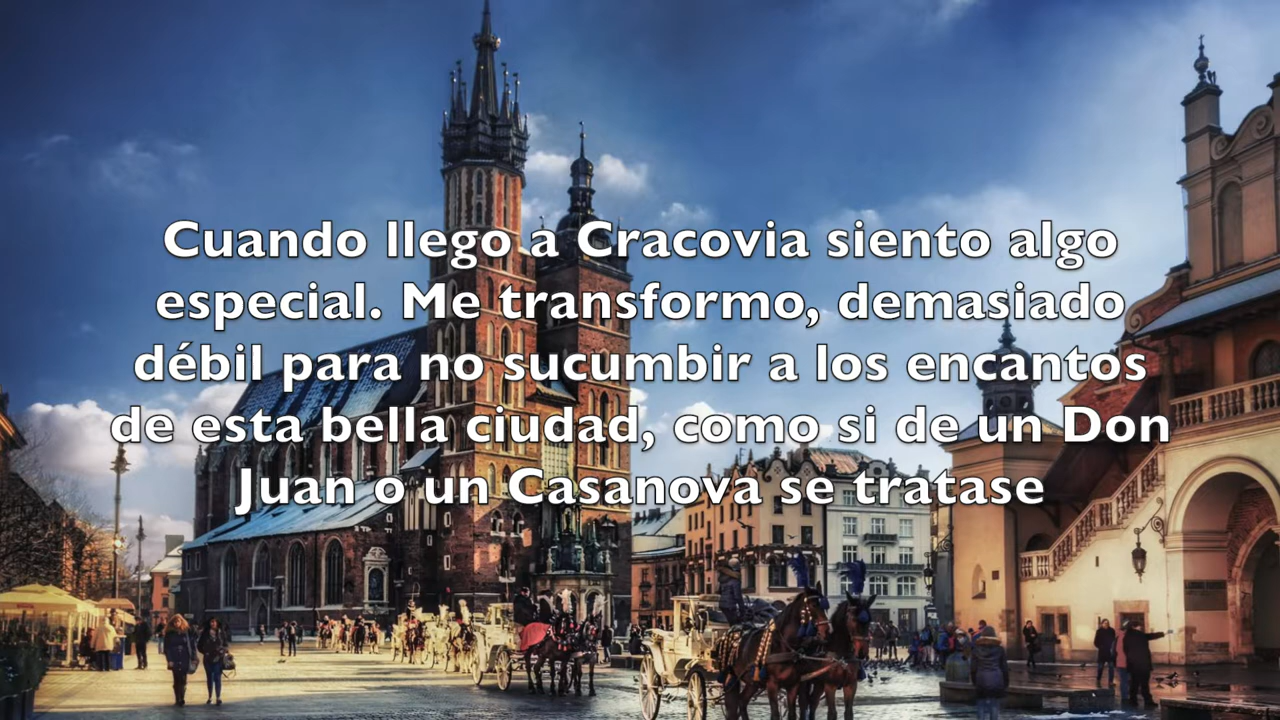 Cuando llego a Cracovia siento algo
especial. Me transformo, demasiado
débil para no sucumbir a los encantos
de esta bella ciudad, como si de un Don
Juan o un Casanova se tratase